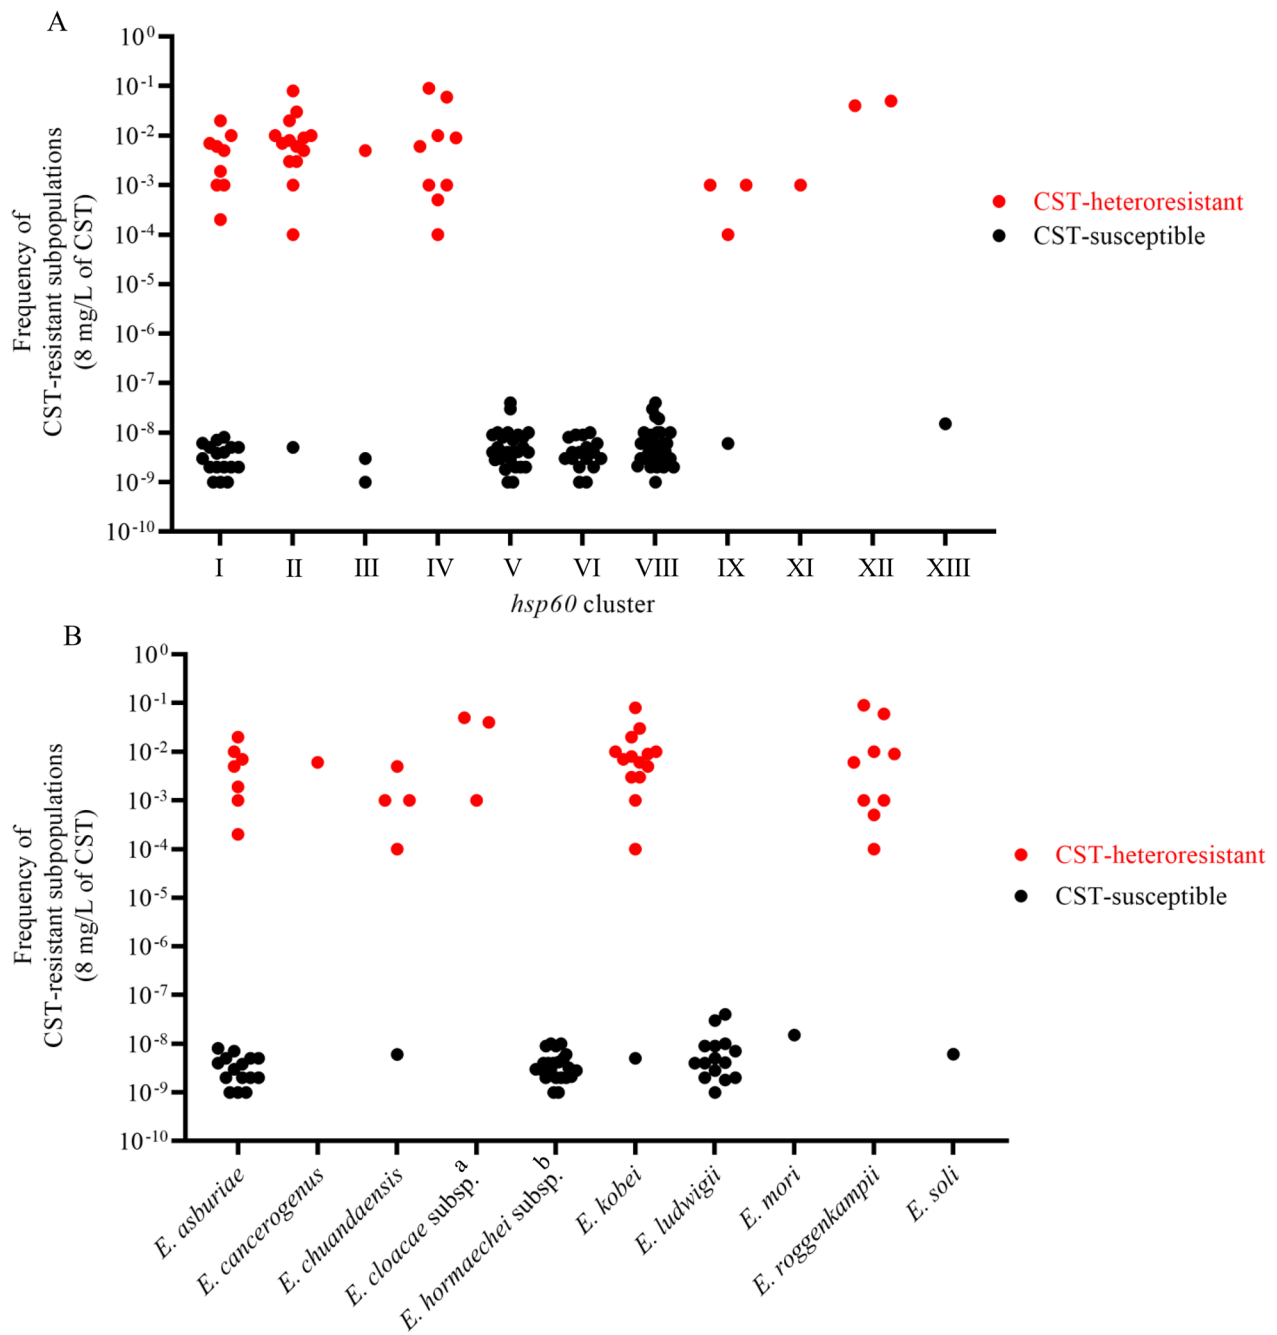 A
10⁰
10⁻¹
10⁻²
10⁻³
10⁻⁴
10⁻⁵
10⁻⁶
10⁻⁷
10⁻⁸
10⁻⁹
10⁻¹⁰
Frequency of
CST-resistant subpopulations
(8 mg/L of CST)
I II III IV V VI VIII IX XI XII XIII
hsp60 cluster
CST-heteroresistant
CST-susceptible
B
10⁰
10⁻¹
10⁻²
10⁻³
10⁻⁴
10⁻⁵
10⁻⁶
10⁻⁷
10⁻⁸
10⁻⁹
10⁻¹⁰
Frequency of
CST-resistant subpopulations
(8 mg/L of CST)
E. asburiae
E. cancerogenus
E. chuandaensis
E. cloacae subsp. a
E. hormaechei subsp. b
E. kobei
E. ludwigii
E. mori
E. roggenkampii
E. soli
CST-heteroresistant
CST-susceptible